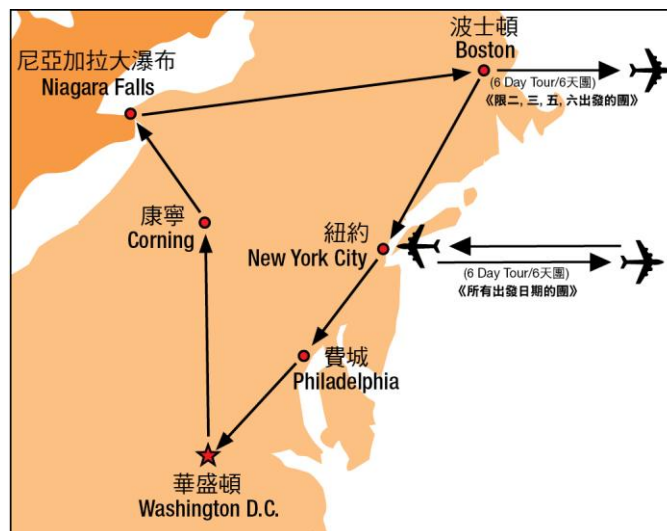 波士頓
Boston
尼亞加拉大瀑布
Niagara Falls
(6 Day Tour/6天團)
《限二, 三, 五, 六出發的團》
康寧
Corning
紐約
New York City
(6 Day Tour/6天團)
《所有出發日期的團》
費城
Philadelphia
華盛頓
Washington D.C.